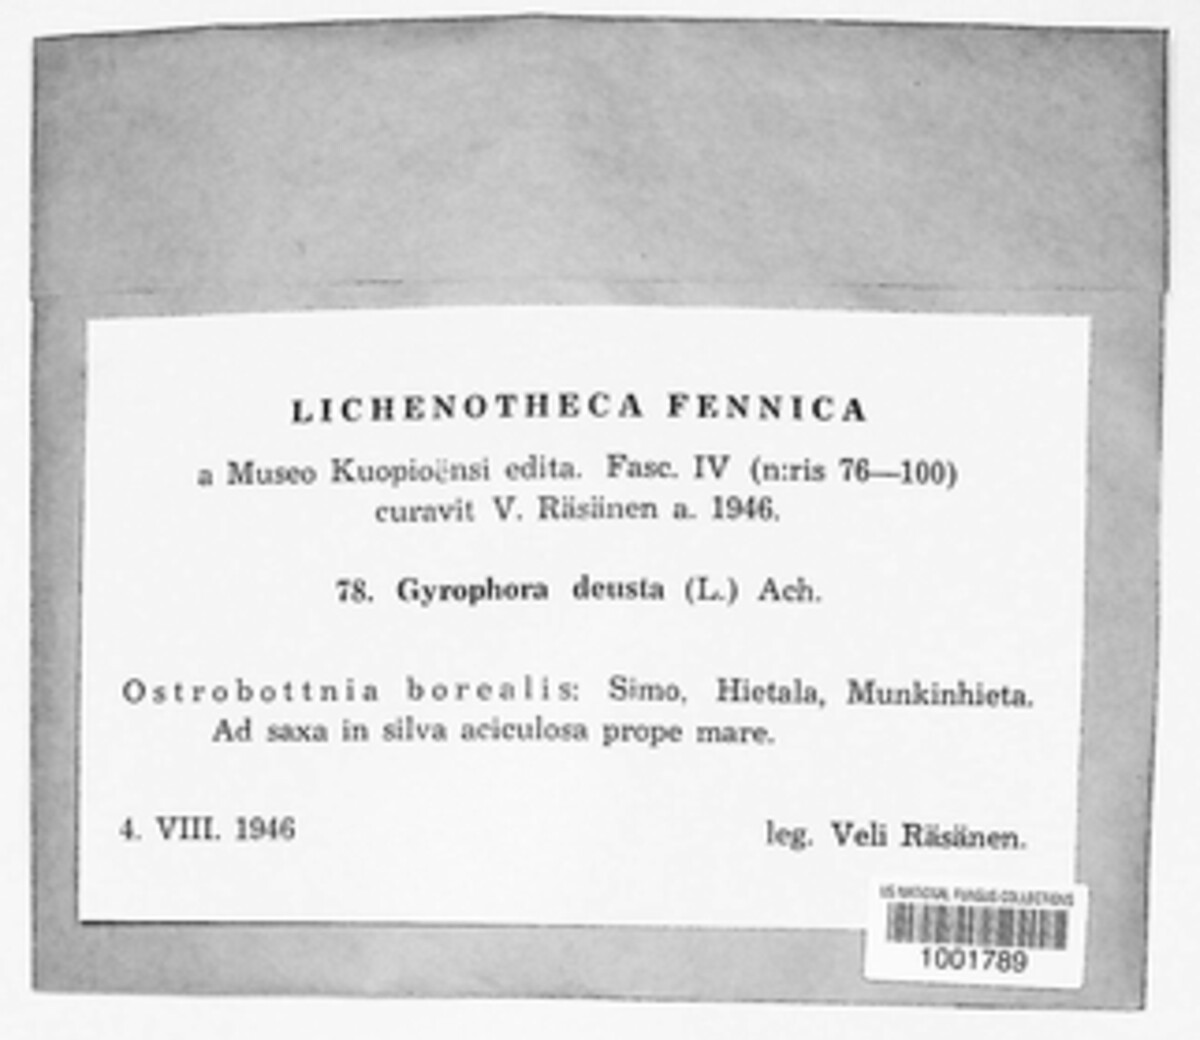 LICHENOTHECA FENNICA
a Museo Kuopioënsi edita. Fasc. IV (n:ris 76—100)
curavit V. Räsänen a. 1946.
78. Gyrophora deusta (L.) Ach.
Ostrobottnia borealis: Simo, Hietala, Munkinhieta.
Ad saxa in silva aciculosa prope mare.
4. VIII. 1946
leg. Veli Räsänen.
US NATIONAL FUNGUS COLLECTIONS
1001789